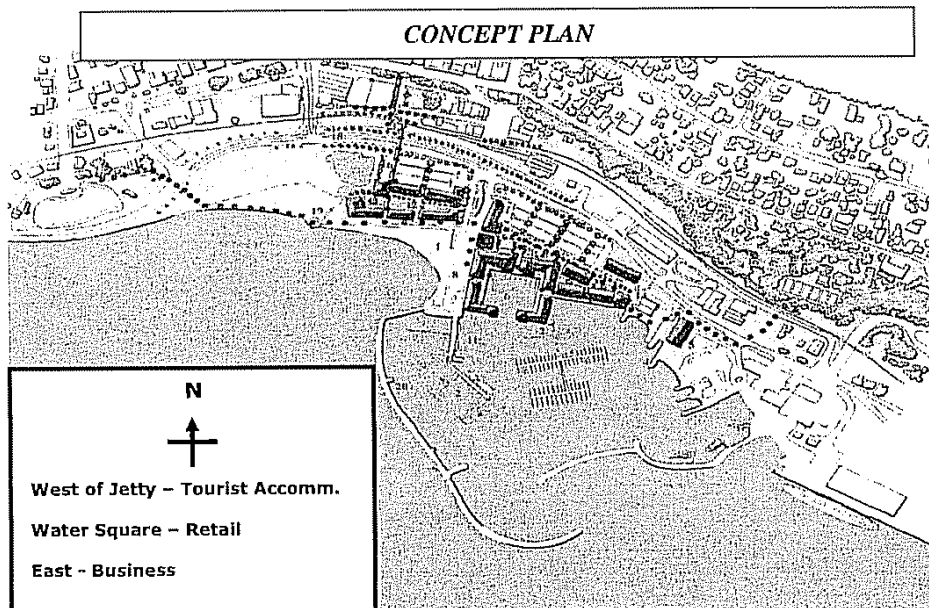 CONCEPT PLAN
N
West of Jetty – Tourist Accomm.
Water Square – Retail
East - Business